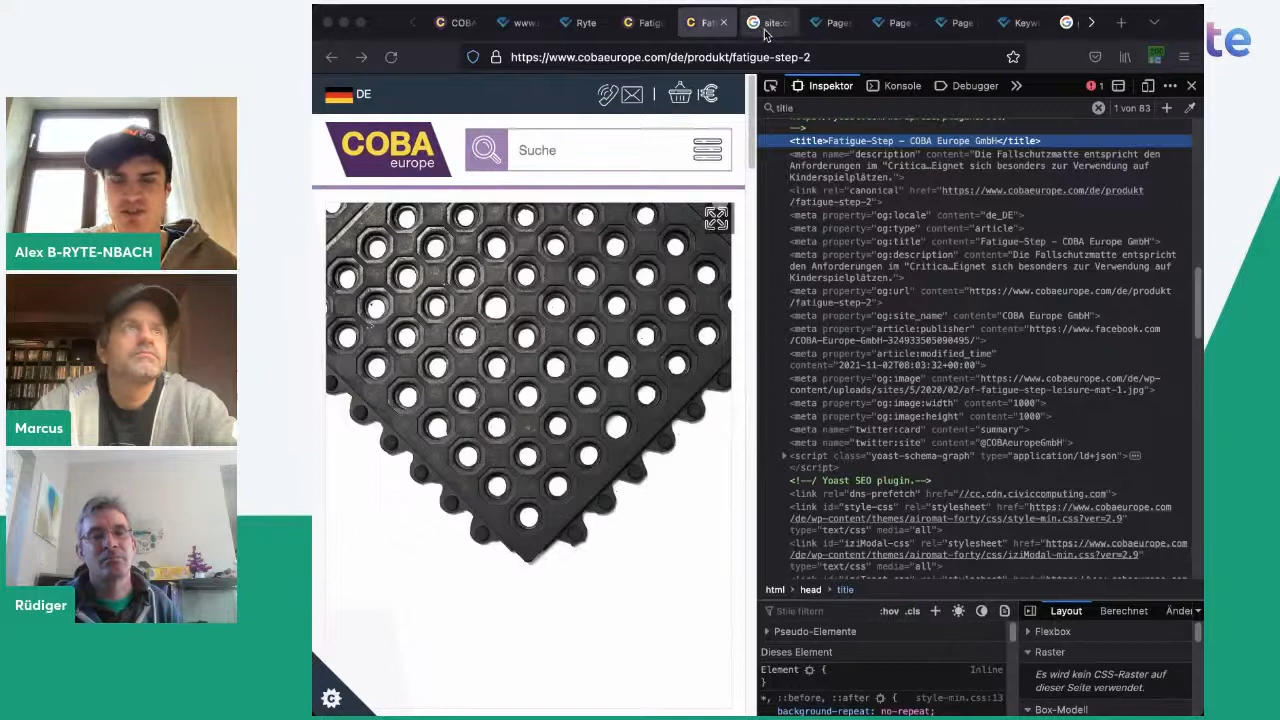 COBA
www.
Ryte
Fatigu
Fat
site:c
Page
Page
Page
Keyw
https://www.cobaeurope.com/de/produkt/fatigue-step-2
200
te
DE
COBA
europe
Suche
Inspektor
Konsole
Debugger
1
title
1 von 83
-->
<title>Fatigue-Step - COBA Europe GmbH</title>
<meta name="description" content="Die Fallschutzmatte entspricht den
Anforderungen im "Critica…Eignet sich besonders zur Verwendung auf
Kinderspielplätzen.">
<link rel="canonical" href="https://www.cobaeurope.com/de/produkt
/fatigue-step-2">
<meta property="og:locale" content="de_DE">
<meta property="og:type" content="article">
<meta property="og:title" content="Fatigue-Step - COBA Europe GmbH">
<meta property="og:description" content="Die Fallschutzmatte entspricht
den Anforderungen im "Critica…Eignet sich besonders zur Verwendung auf
Kinderspielplätzen.">
<meta property="og:url" content="https://www.cobaeurope.com/de/produkt
/fatigue-step-2">
<meta property="og:site_name" content="COBA Europe GmbH">
<meta property="article:publisher" content="https://www.facebook.com
/COBA-Europe-GmbH-324933505090495/">
<meta property="article:modified_time"
content="2021-11-02T08:03:32+00:00">
<meta property="og:image" content="https://www.cobaeurope.com/de/wp-
content/uploads/sites/5/2020/02/af-fatigue-step-leisure-mat-1.jpg">
<meta property="og:image:width" content="1000">
<meta property="og:image:height" content="1000">
<meta name="twitter:card" content="summary">
<meta name="twitter:site" content="@COBAeuropeGmbH">
<script class="yoast-schema-graph" type="application/ld+json">
</script>
<!--/ Yoast SEO plugin.-->
<link rel="dns-prefetch" href="//cc.cdn.civiccomputing.com">
<link id="style-css" rel="stylesheet" href="https://www.cobaeurope.com
/de/wp-content/themes/airomat-forty/css/style-min.css?ver=2.9"
type="text/css" media="all">
<link id="iziModal-css" rel="stylesheet" href="https://www.cobaeurope.com
/de/wp-content/themes/airomat-forty/css/iziModal-min.css?ver=2.9"
type="text/css" media="all">
html
head
title
Stile filtern
:hov .cls
Layout
Berechnet
Änder
Pseudo-Elemente
Dieses Element
Element {
Inline
}
*, ::before, ::after {
style-min.css:13
background-repeat: no-repeat;
Flexbox
Raster
Es wird kein CSS-Raster auf
dieser Seite verwendet.
Box-Modell
Alex B-RYTE-NBACH
Marcus
Rüdiger